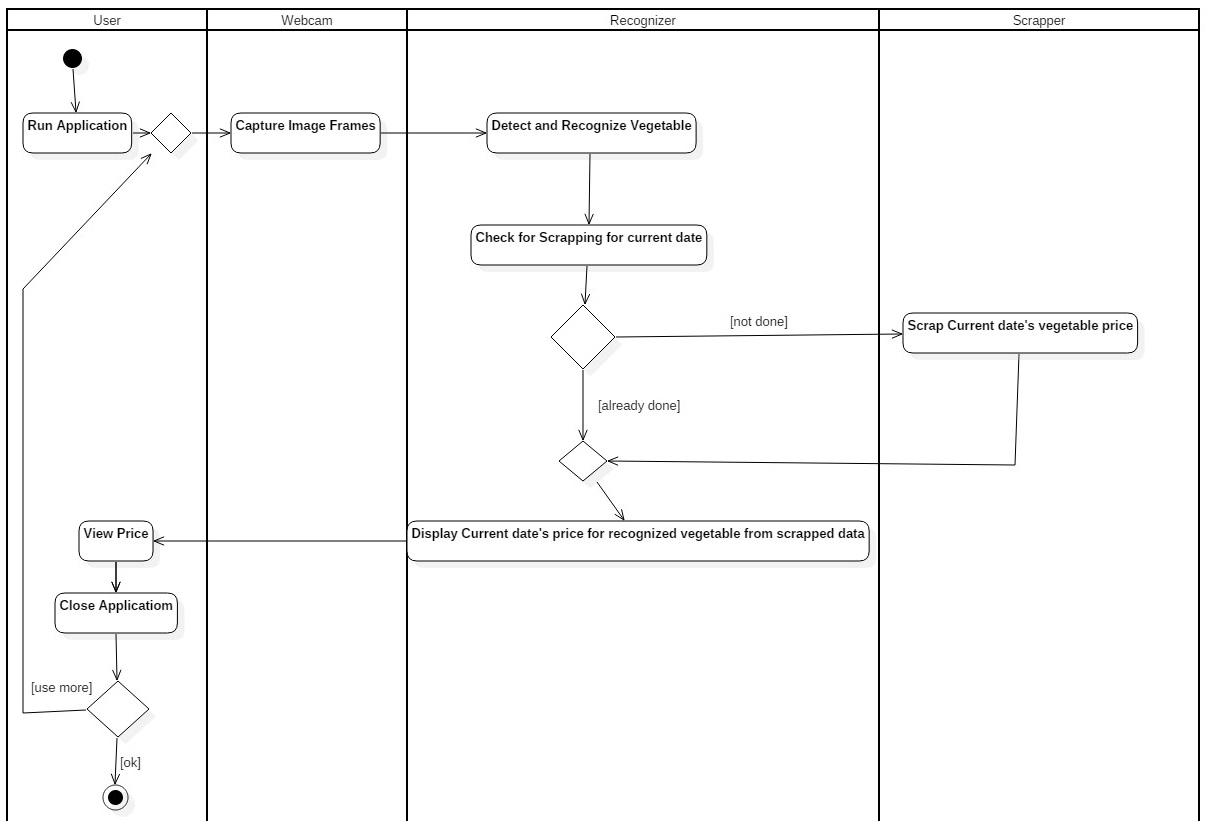 User
Webcam
Recognizer
Scrapper
Run Application
Capture Image Frames
Detect and Recognize Vegetable
Check for Scrapping for current date
[not done]
Scrap Current date's vegetable price
[already done]
View Price
Display Current date's price for recognized vegetable from scrapped data
Close Applicatiom
[use more]
[ok]